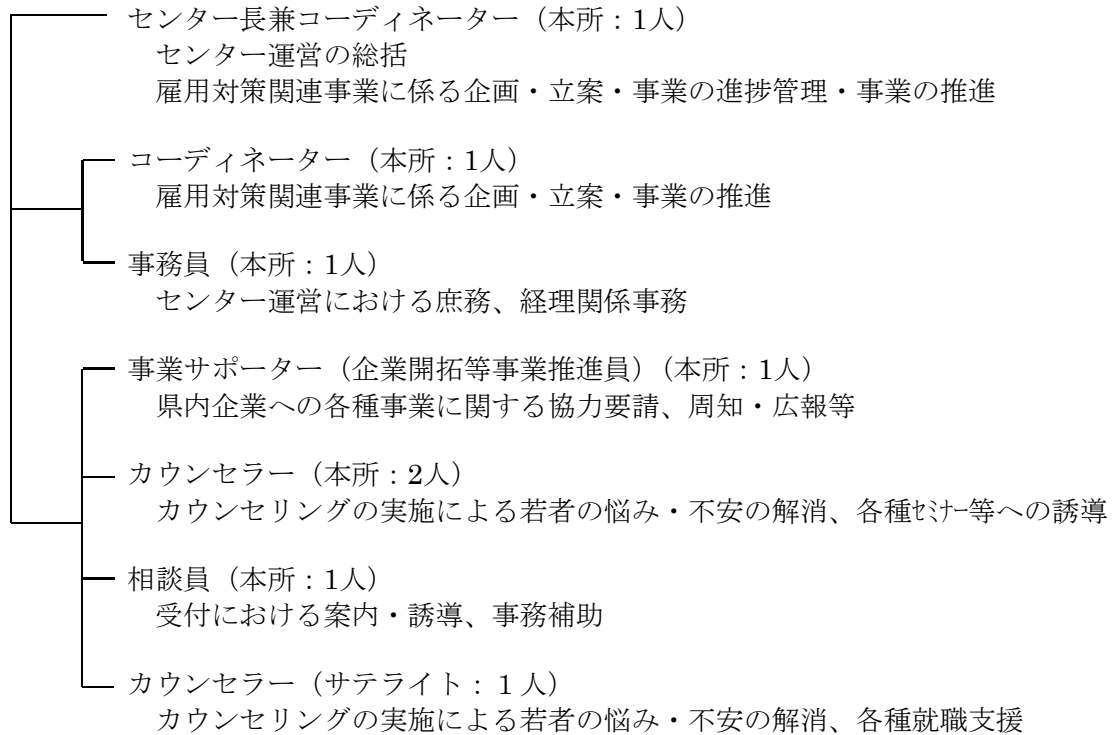 センター長兼コーディネーター（本所：1人）
センター運営の総括
雇用対策関連事業に係る企画・立案・事業の進捗管理・事業の推進
コーディネーター（本所：1人）
雇用対策関連事業に係る企画・立案・事業の推進
事務員（本所：1人）
センター運営における庶務、経理関係事務
事業サポーター（企業開拓等事業推進員）（本所：1人）
県内企業への各種事業に関する協力要請、周知・広報等
カウンセラー（本所：2人）
カウンセリングの実施による若者の悩み・不安の解消、各種ｾﾐﾅｰ等への誘導
相談員（本所：1人）
受付における案内・誘導、事務補助
カウンセラー（サテライト：１人）
カウンセリングの実施による若者の悩み・不安の解消、各種就職支援